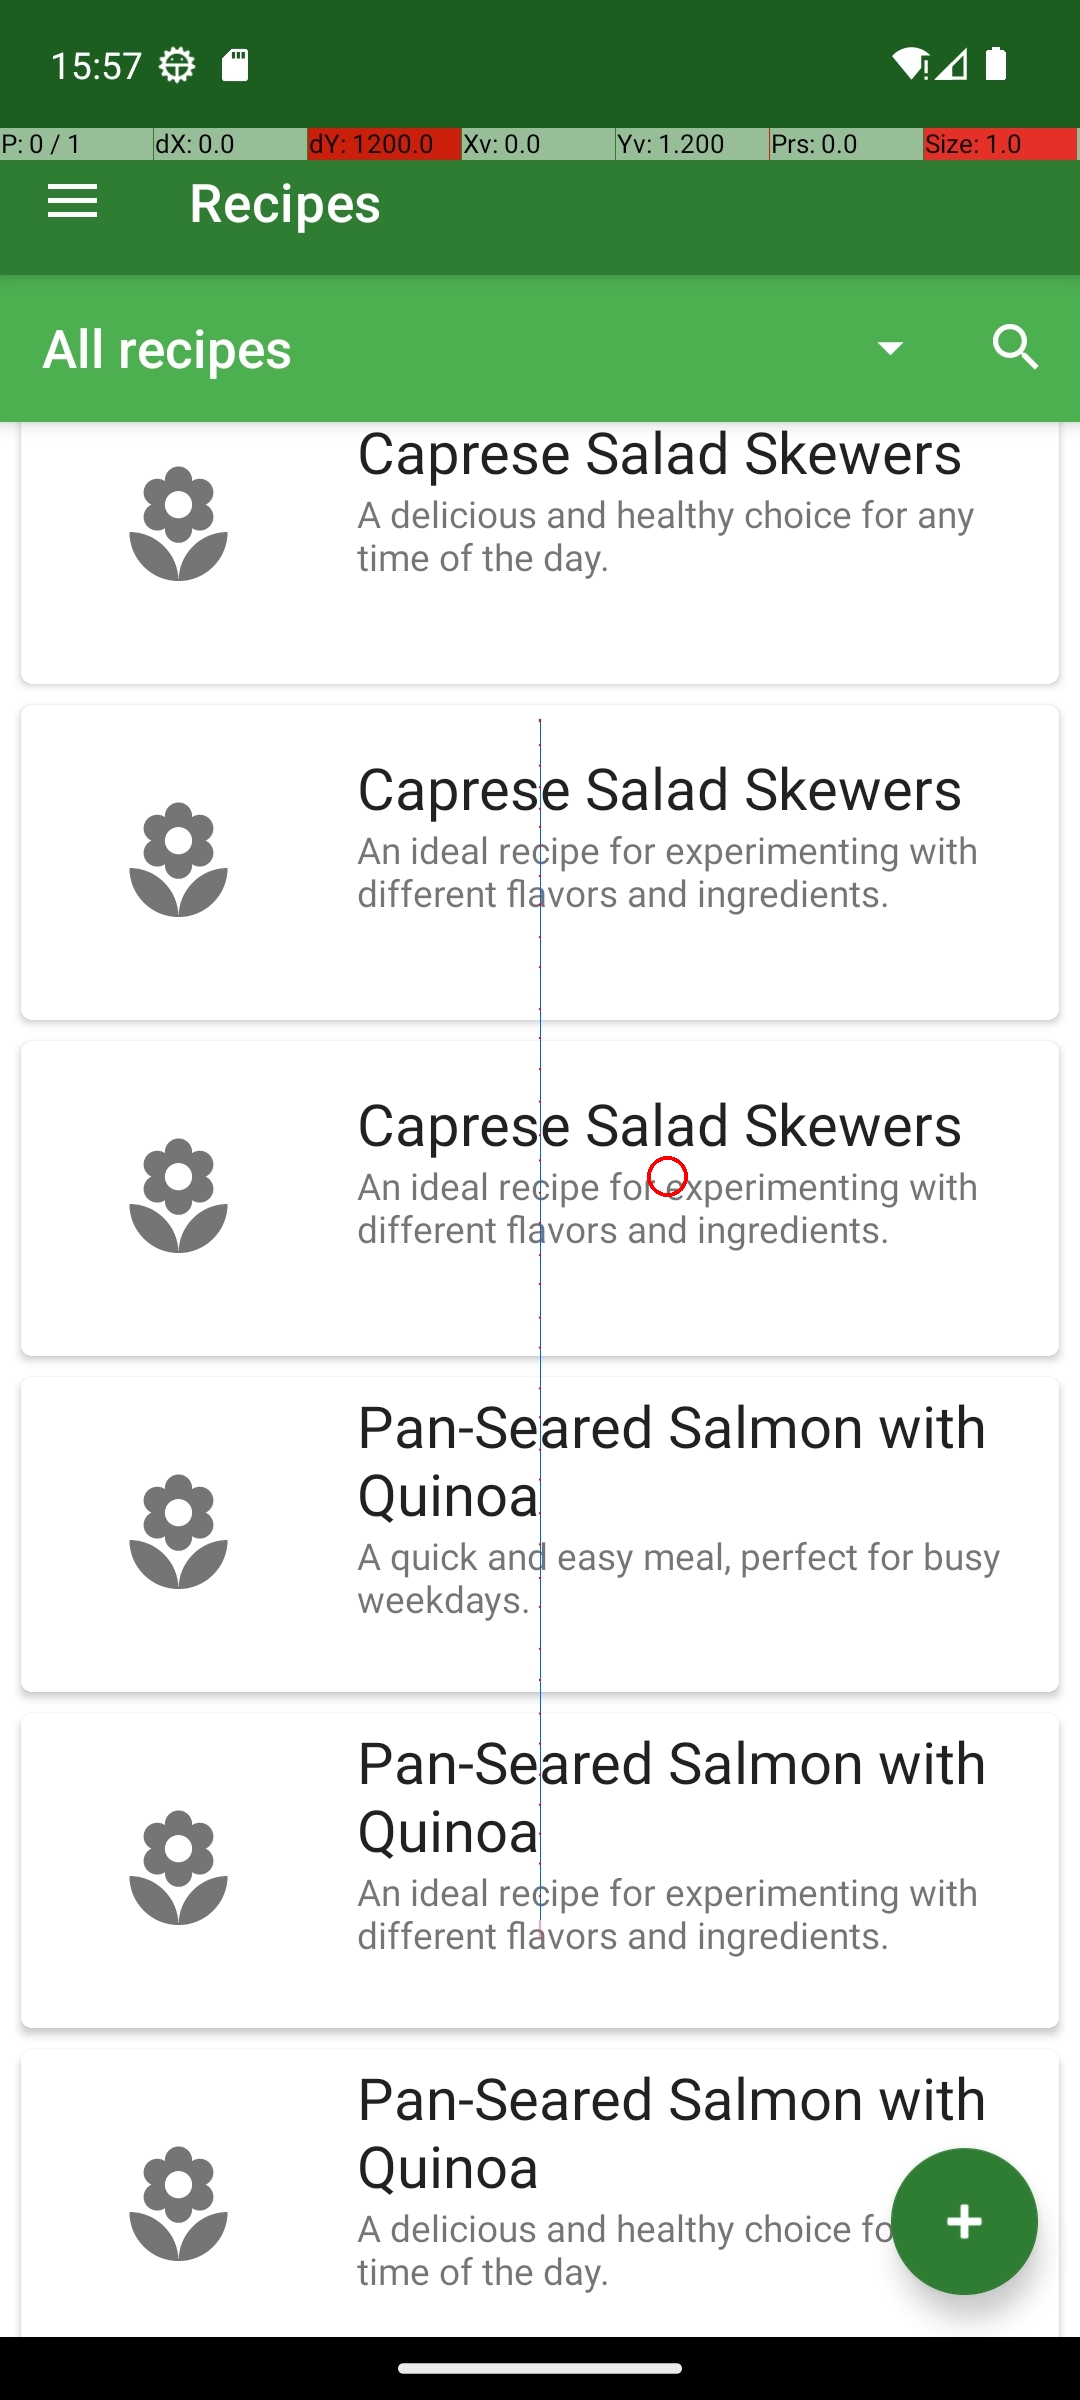 15:57
P: 0 / 1 dX: 0.0 dY: 1200.0 Xv: 0.0 Yv: 1.200 Prs: 0.0 Size: 1.0
Recipes
All recipes
Caprese Salad Skewers
A delicious and healthy choice for any
time of the day.
Caprese Salad Skewers
An ideal recipe for experimenting with
different flavors and ingredients.
Caprese Salad Skewers
An ideal recipe for experimenting with
different flavors and ingredients.
Pan-Seared Salmon with
Quinoa
A quick and easy meal, perfect for busy
weekdays.
Pan-Seared Salmon with
Quinoa
An ideal recipe for experimenting with
different flavors and ingredients.
Pan-Seared Salmon with
Quinoa
A delicious and healthy choice fo
time of the day.